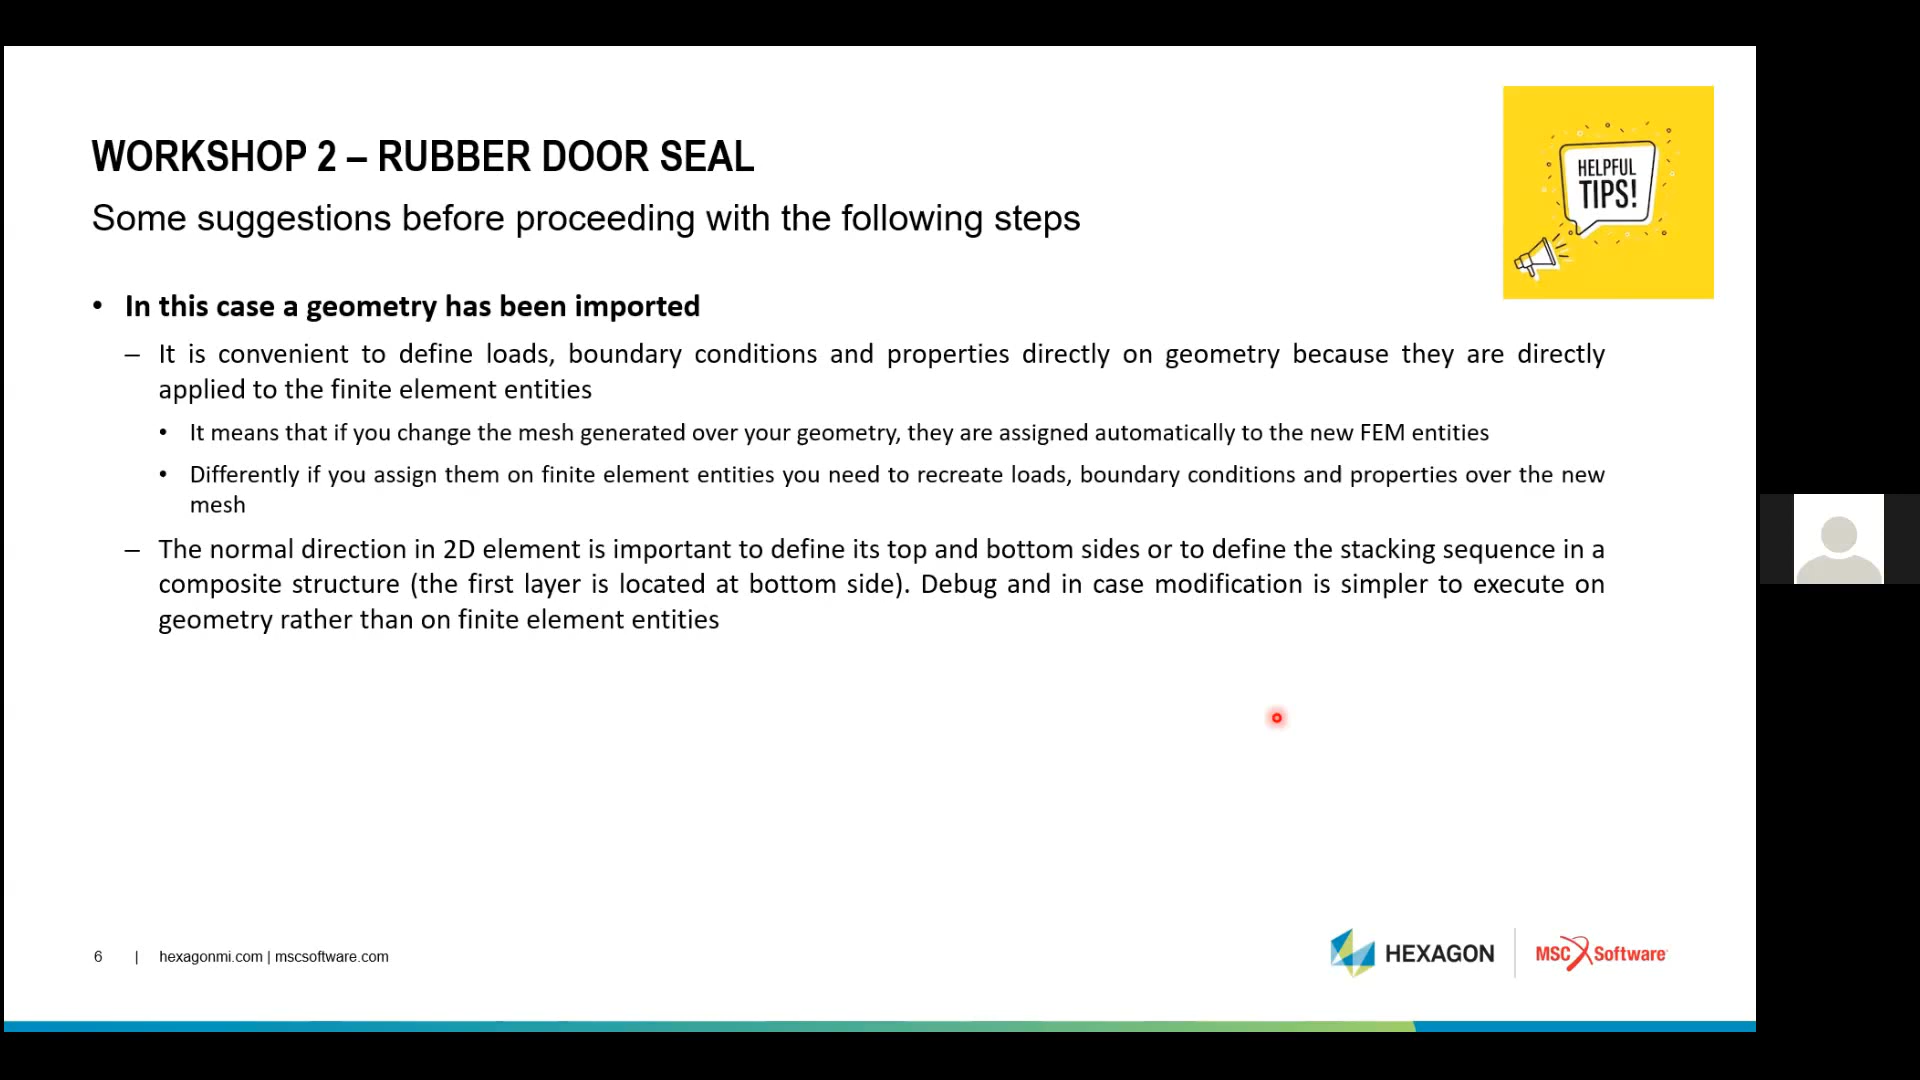 WORKSHOP 2 – RUBBER DOOR SEAL
Some suggestions before proceeding with the following steps
HELPFUL
TIPS!
• In this case a geometry has been imported
– It is convenient to define loads, boundary conditions and properties directly on geometry because they are directly
applied to the finite element entities
• It means that if you change the mesh generated over your geometry, they are assigned automatically to the new FEM entities
• Differently if you assign them on finite element entities you need to recreate loads, boundary conditions and properties over the new
mesh
– The normal direction in 2D element is important to define its top and bottom sides or to define the stacking sequence in a
composite structure (the first layer is located at bottom side). Debug and in case modification is simpler to execute on
geometry rather than on finite element entities
6 | hexagonmi.com | mscsoftware.com
HEXAGON | MSC Software